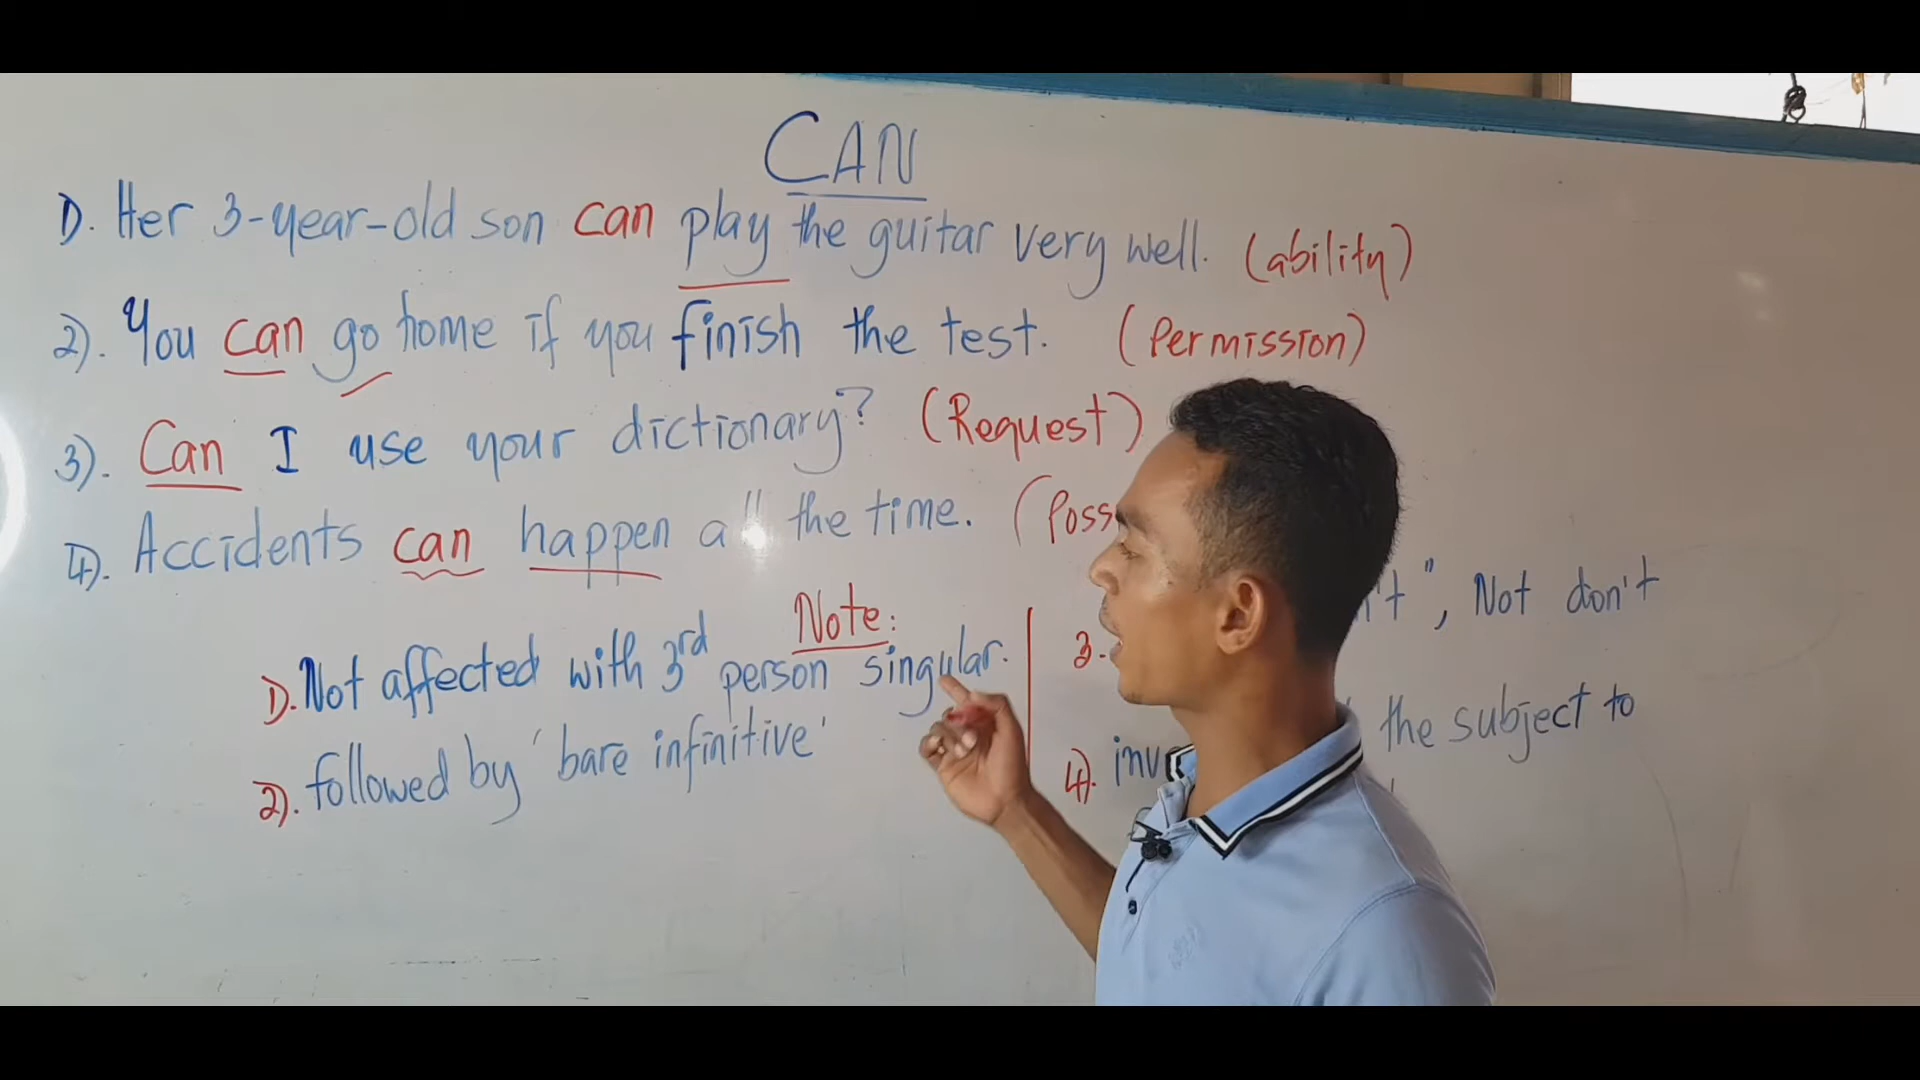 CAN
1). Her 3-year-old son can play the guitar very well. (ability)
2). You can go home if you finish the test. (Permission)
3). Can I use your dictionary? (Request)
4). Accidents can happen all the time. (Poss
Note:
1). Not affected with 3rd person singular.
2). followed by 'bare infinitive'
3. 't", Not don't
4). inv the subject to